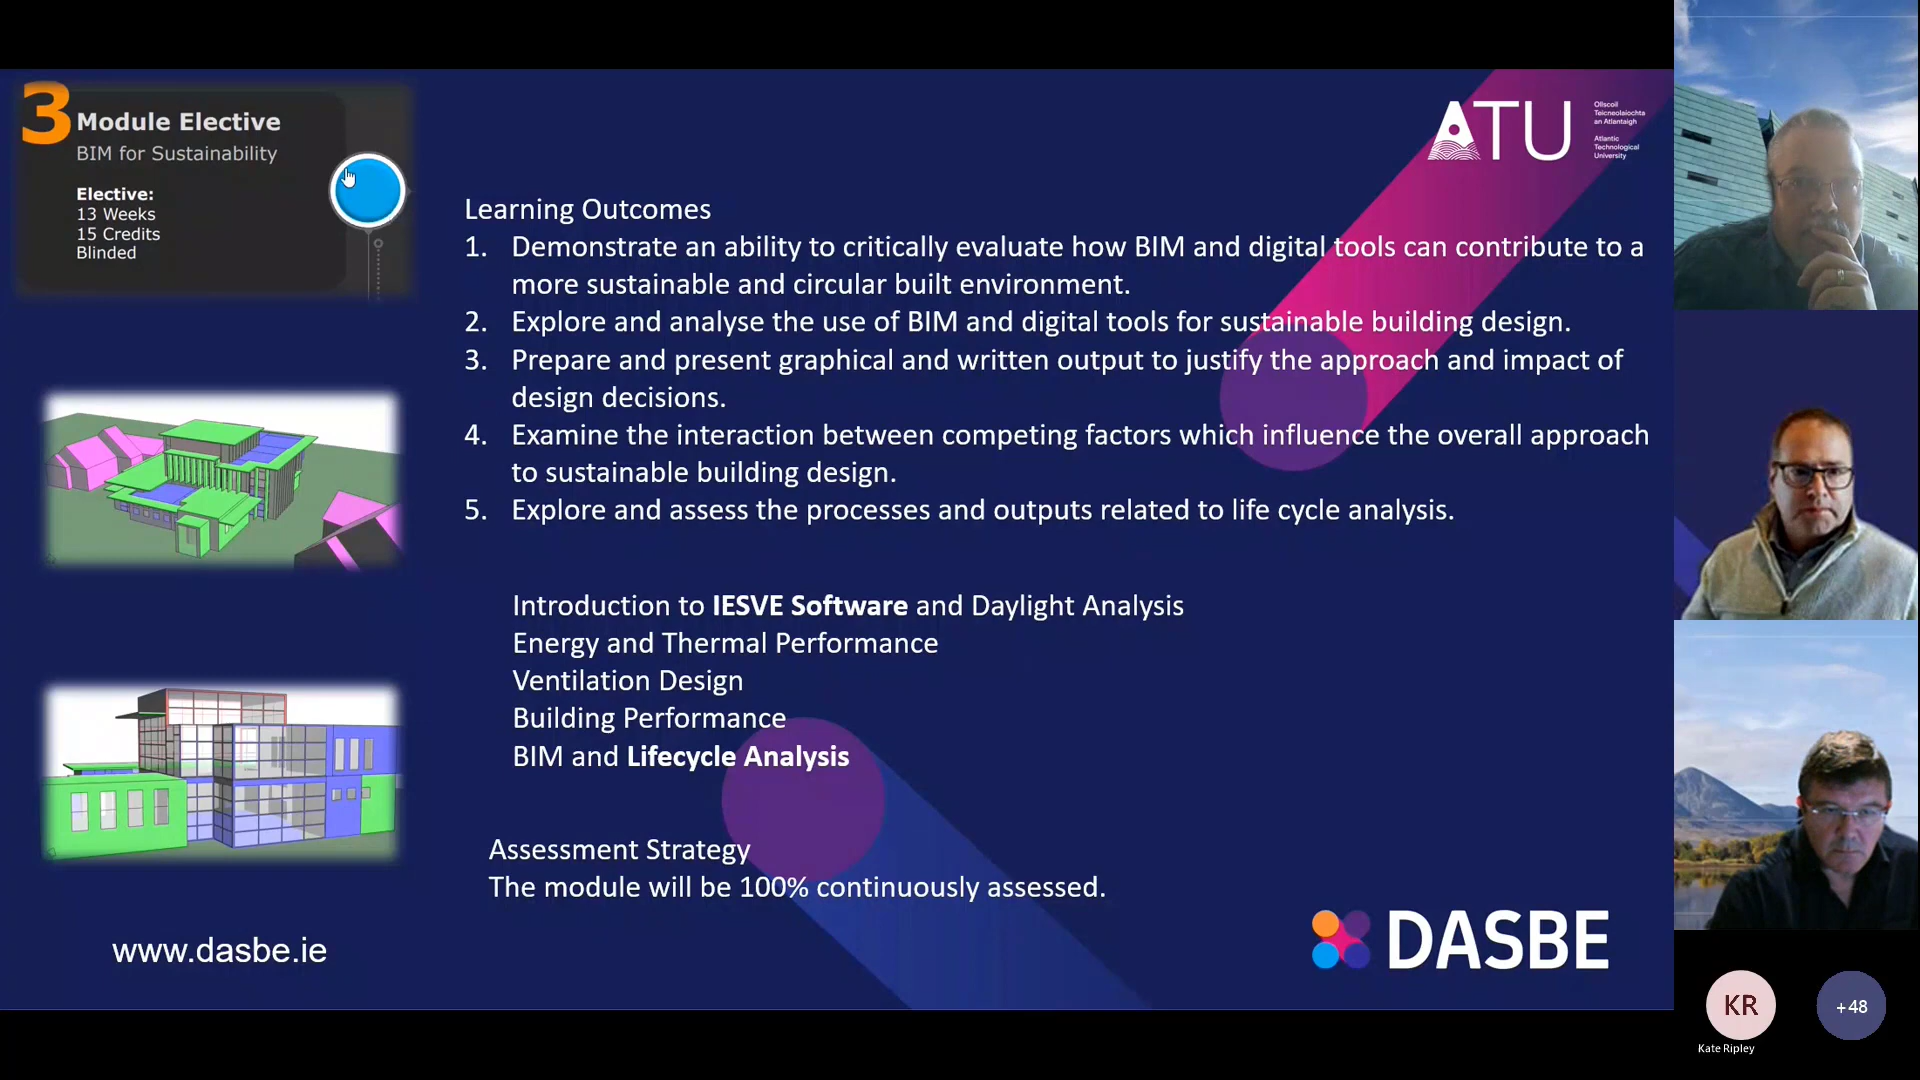 3
Module Elective
BIM for Sustainability
Elective:
13 Weeks
15 Credits
Blinded
ATU
Ollscoil
Teicneolaíochta
an Atlantaigh
Atlantic
Technological
University
Learning Outcomes
1. Demonstrate an ability to critically evaluate how BIM and digital tools can contribute to a
more sustainable and circular built environment.
2. Explore and analyse the use of BIM and digital tools for sustainable building design.
3. Prepare and present graphical and written output to justify the approach and impact of
design decisions.
4. Examine the interaction between competing factors which influence the overall approach
to sustainable building design.
5. Explore and assess the processes and outputs related to life cycle analysis.
Introduction to IESVE Software and Daylight Analysis
Energy and Thermal Performance
Ventilation Design
Building Performance
BIM and Lifecycle Analysis
Assessment Strategy
The module will be 100% continuously assessed.
www.dasbe.ie
DASBE
KR
Kate Ripley
+48